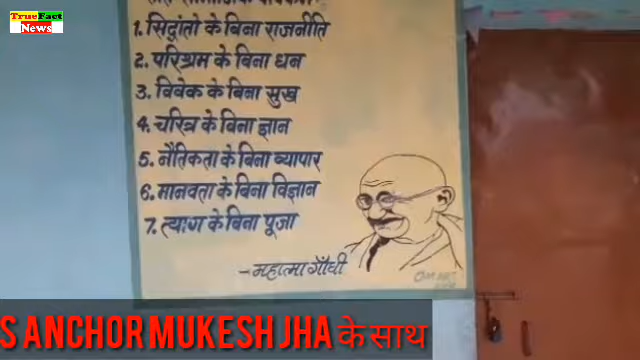 TrueFact
News
1. सिद्वांतो के बिना राजनीति
2. परिश्रम के बिना धन
3. विवेक के बिना सुख
4. चरित्र के बिना ज्ञान
5. नैतिकता के बिना व्यापार
6. मानवता के बिना विज्ञान
7. त्याग के बिना पूजा
- महात्मा गाँधी
S ANCHOR MUKESH JHA के साथ